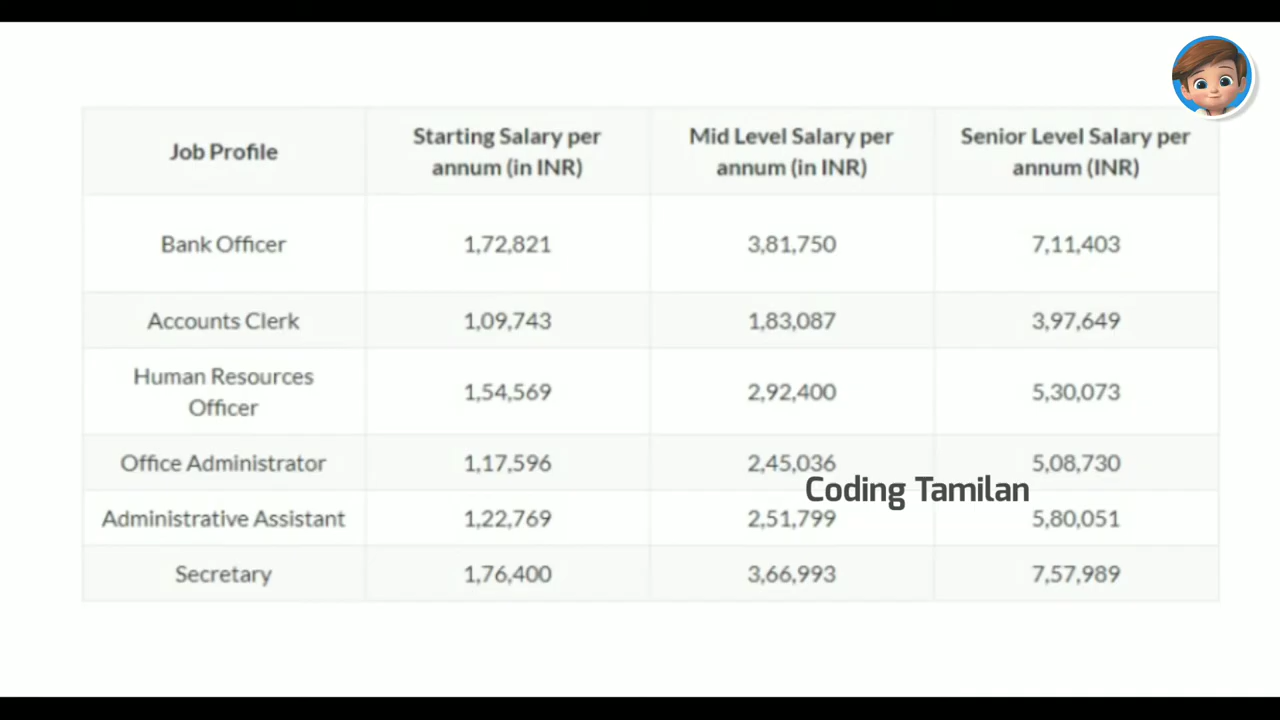 Job Profile
Starting Salary per
annum (in INR)
Mid Level Salary per
annum (in INR)
Senior Level Salary per
annum (INR)
Bank Officer
1,72,821
3,81,750
7,11,403
Accounts Clerk
1,09,743
1,83,087
3,97,649
Human Resources
Officer
1,54,569
2,92,400
5,30,073
Office Administrator
1,17,596
2,45,036
5,08,730
Coding Tamilan
Administrative Assistant
1,22,769
2,51,799
5,80,051
Secretary
1,76,400
3,66,993
7,57,989